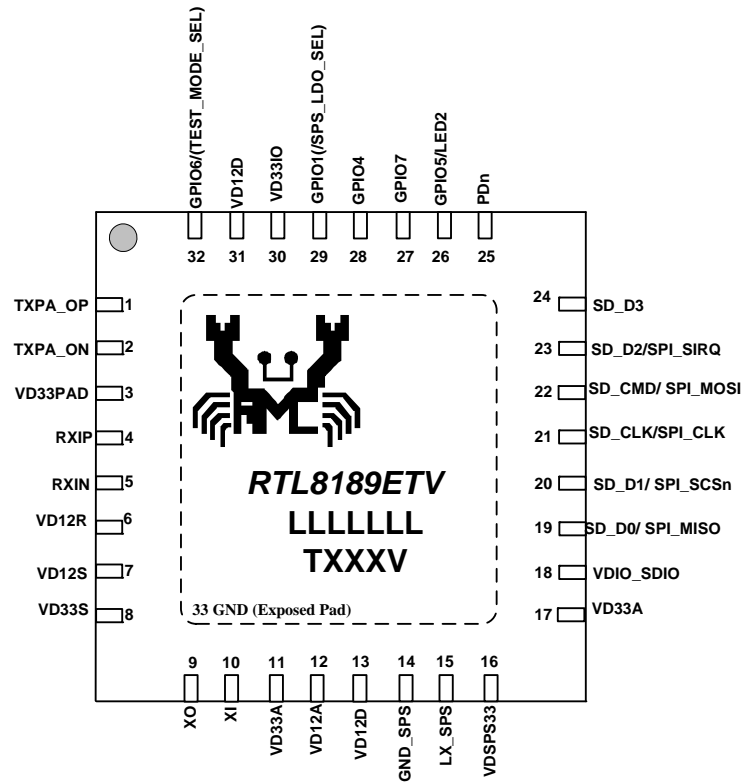 GPIO6/(TEST_MODE_SEL)
VD12D
VD33IO
GPIO1(/SPS_LDO_SEL)
GPIO4
GPIO7
GPIO5/LED2
PDn
32 31 30 29 28 27 26 25
TXPA_OP 1
TXPA_ON 2
VD33PAD 3
RXIP 4
RXIN 5
VD12R 6
VD12S 7
VD33S 8
RTL8189ETV
LLLLLLL
TXXXV
33 GND (Exposed Pad)
24 SD_D3
23 SD_D2/SPI_SIRQ
22 SD_CMD/ SPI_MOSI
21 SD_CLK/SPI_CLK
20 SD_D1/ SPI_SCSn
19 SD_D0/ SPI_MISO
18 VDIO_SDIO
17 VD33A
9 10 11 12 13 14 15 16
XO
XI
VD33A
VD12A
VD12D
GND_SPS
LX_SPS
VDSPS33